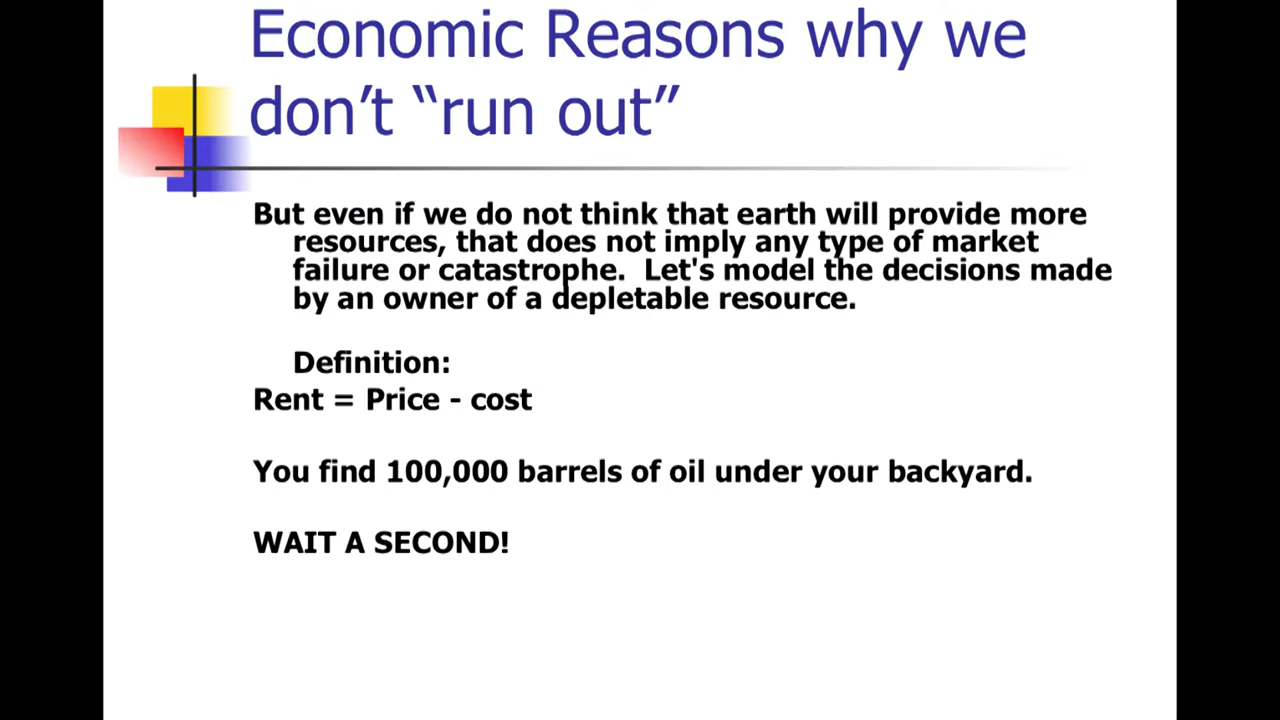 Economic Reasons why we
don’t “run out”
But even if we do not think that earth will provide more
resources, that does not imply any type of market
failure or catastrophe.  Let's model the decisions made
by an owner of a depletable resource.
Definition:
Rent = Price - cost
You find 100,000 barrels of oil under your backyard.
WAIT A SECOND!